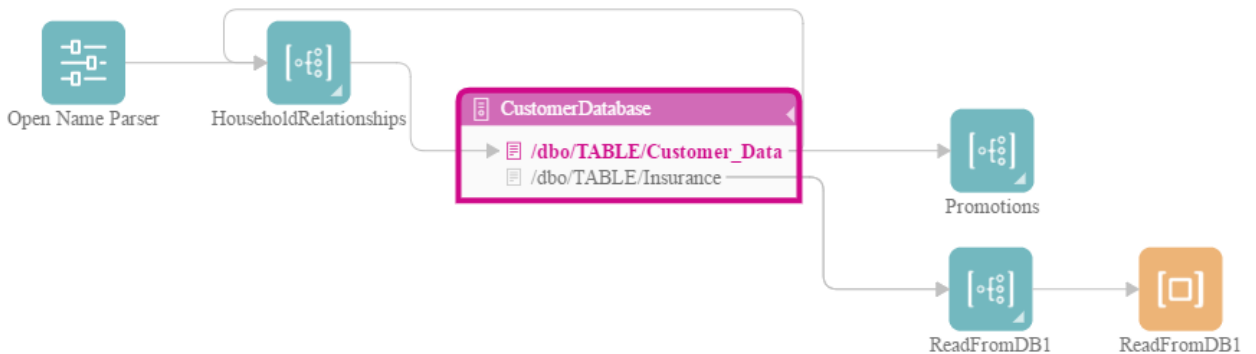 Open Name Parser
HouseholdRelationships
CustomerDatabase
/dbo/TABLE/Customer_Data
/dbo/TABLE/Insurance
Promotions
ReadFromDB1
ReadFromDB1